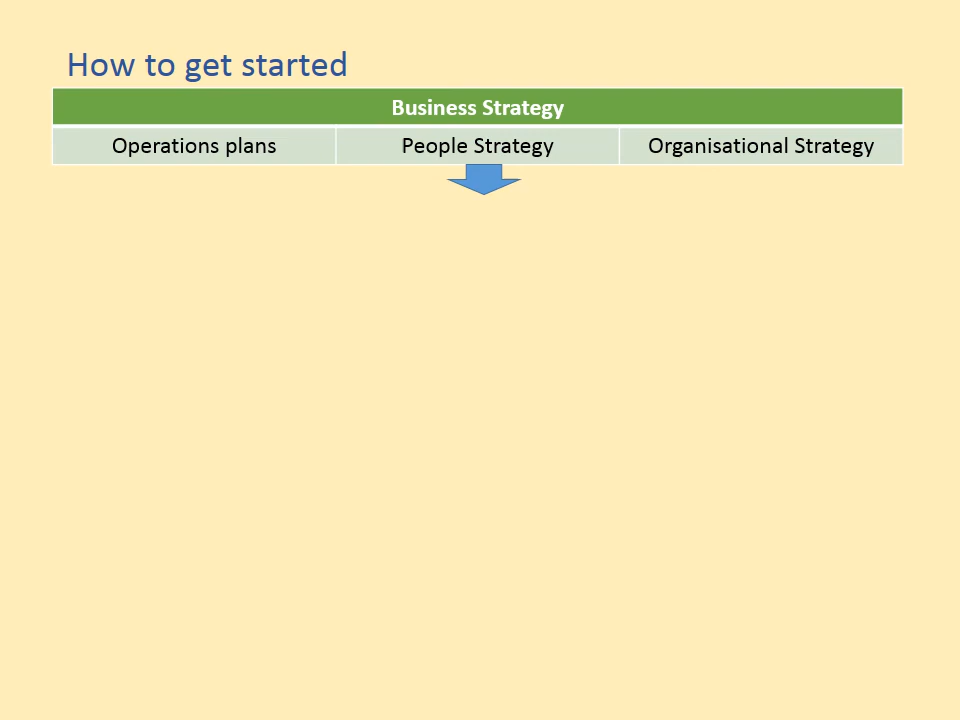 How to get started
Business Strategy
Operations plans
People Strategy
Organisational Strategy